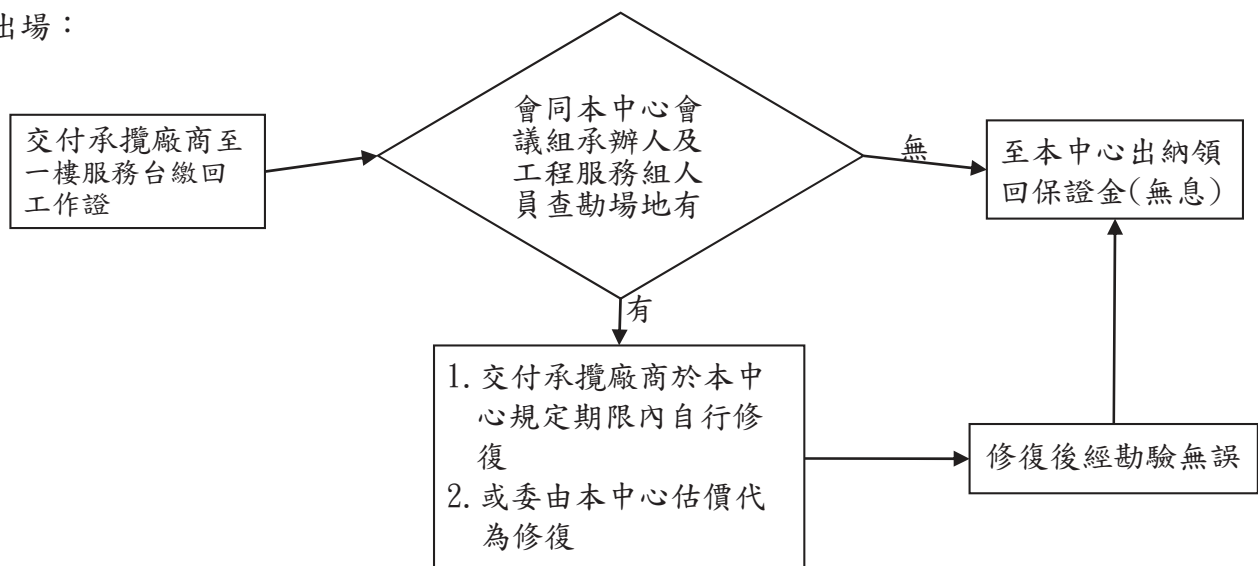 出場：
交付承攬廠商至
一樓服務台繳回
工作證
會同本中心會
議組承辦人及
工程服務組人
員查勘場地有
無
至本中心出納領
回保證金(無息)
有
1. 交付承攬廠商於本中
心規定期限內自行修
復
2. 或委由本中心估價代
為修復
修復後經勘驗無誤